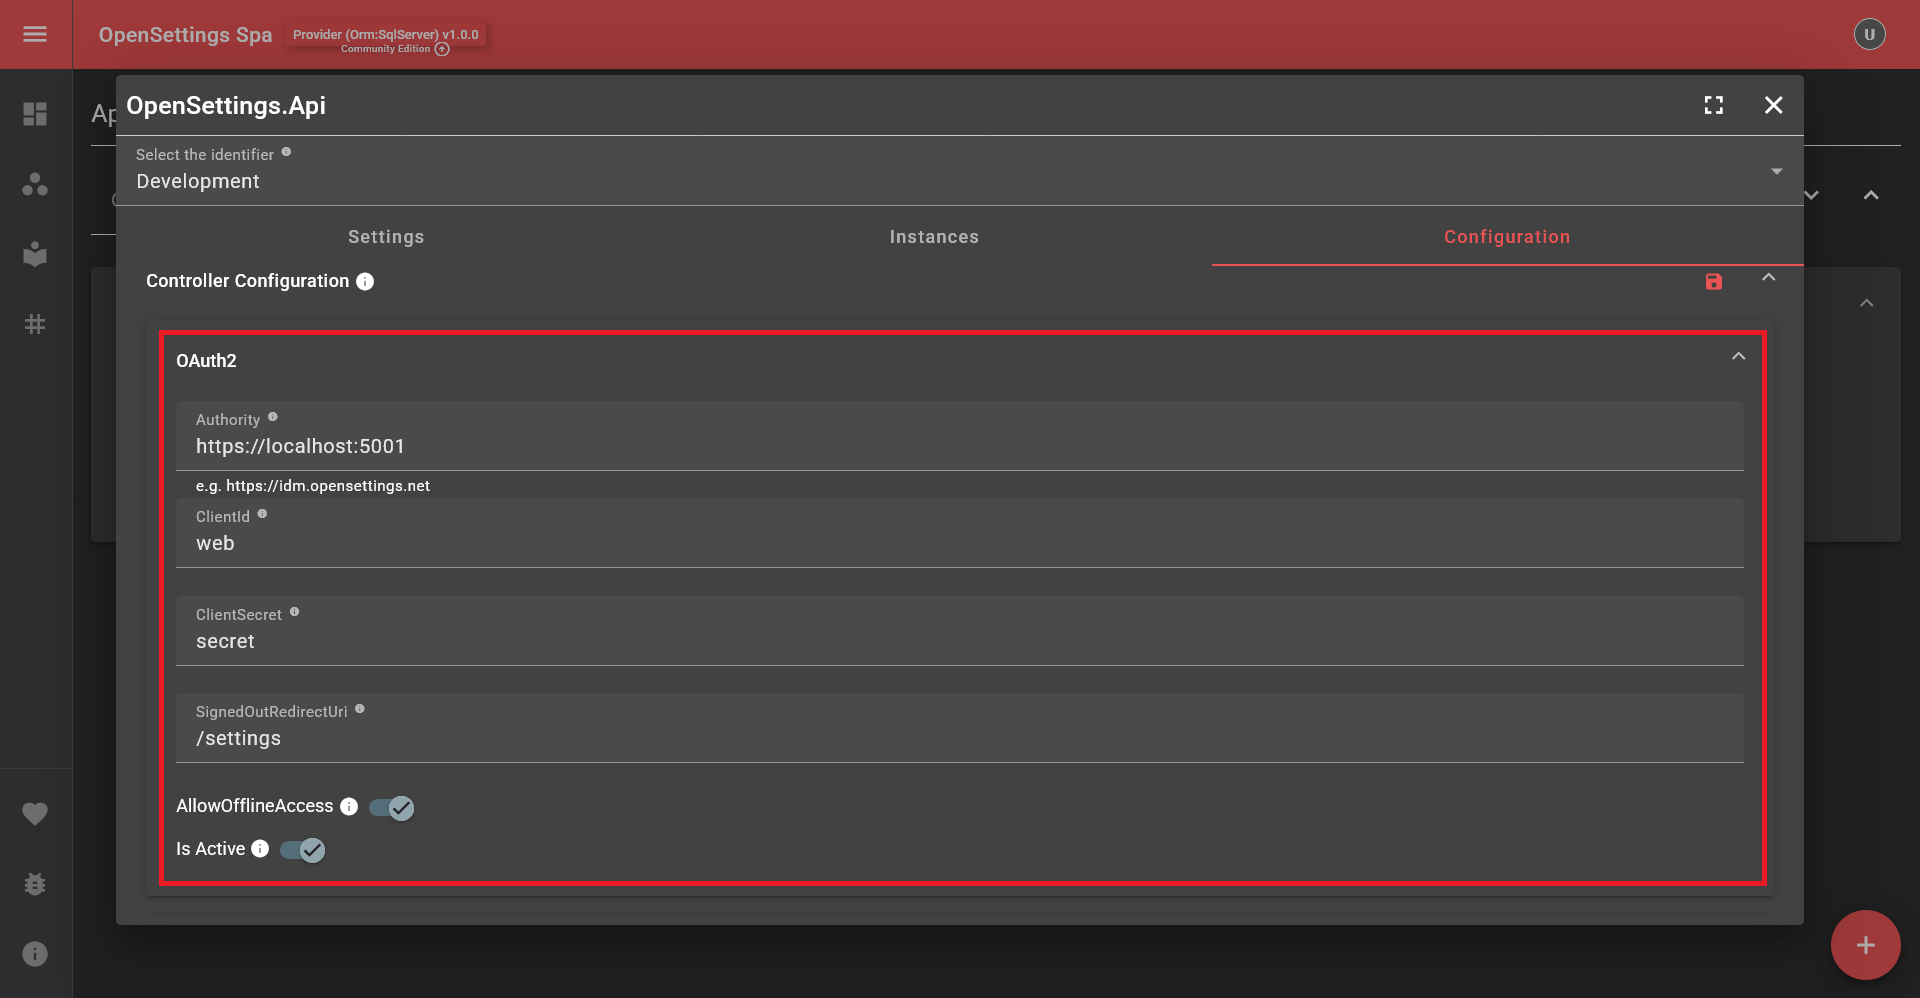 OpenSettings Spa
Provider (Orm:SqlServer) v1.0.0
Community Edition
U
Ap
OpenSettings.Api
Select the identifier
Development
Settings Instances Configuration
Controller Configuration
OAuth2
Authority
https://localhost:5001
e.g. https://idm.opensettings.net
ClientId
web
ClientSecret
secret
SignedOutRedirectUri
/settings
AllowOfflineAccess
Is Active